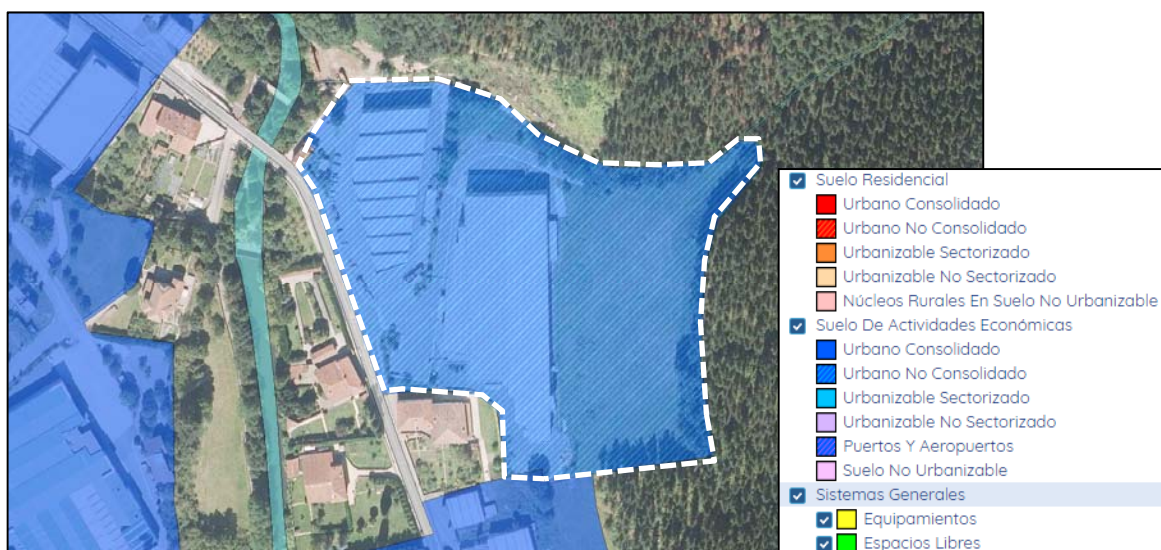 Suelo Residencial
Urbano Consolidado
Urbano No Consolidado
Urbanizable Sectorizado
Urbanizable No Sectorizado
Núcleos Rurales En Suelo No Urbanizable
Suelo De Actividades Económicas
Urbano Consolidado
Urbano No Consolidado
Urbanizable Sectorizado
Urbanizable No Sectorizado
Puertos Y Aeropuertos
Suelo No Urbanizable
Sistemas Generales
Equipamientos
Espacios Libres